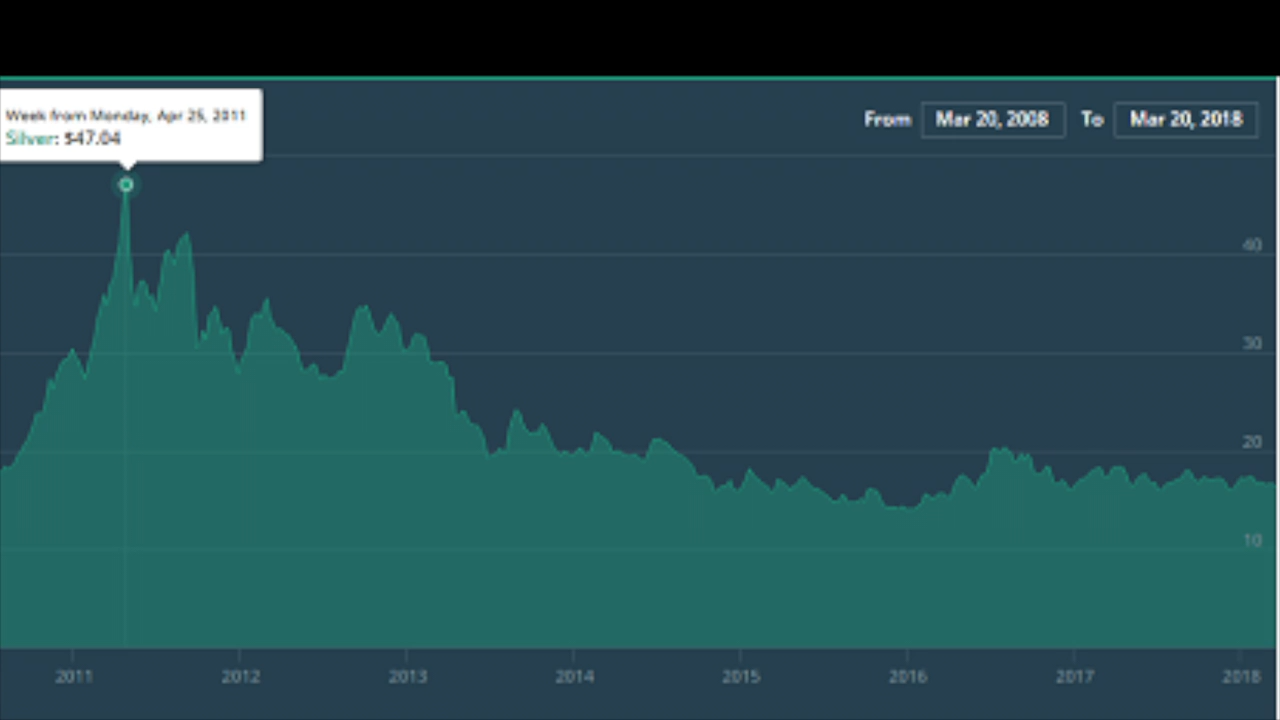 Week from Monday, Apr 25, 2011
Silver: $47.04
From Mar 20, 2008 To Mar 20, 2018
40
30
20
10
2011 2012 2013 2014 2015 2016 2017 2018